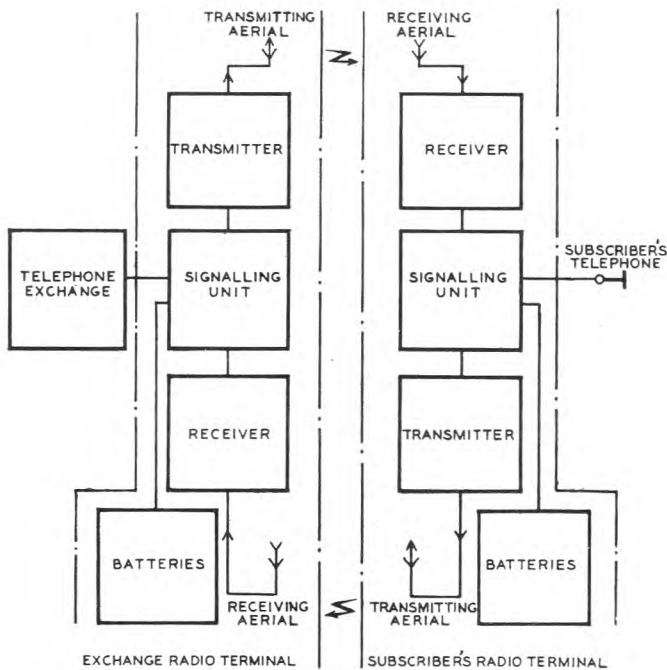 TRANSMITTING
AERIAL
RECEIVING
AERIAL
TRANSMITTER
RECEIVER
TELEPHONE
EXCHANGE
SIGNALLING
UNIT
SIGNALLING
UNIT
SUBSCRIBER'S
TELEPHONE
RECEIVER
TRANSMITTER
BATTERIES
BATTERIES
RECEIVING
AERIAL
TRANSMITTING
AERIAL
EXCHANGE RADIO TERMINAL
SUBSCRIBER'S RADIO TERMINAL